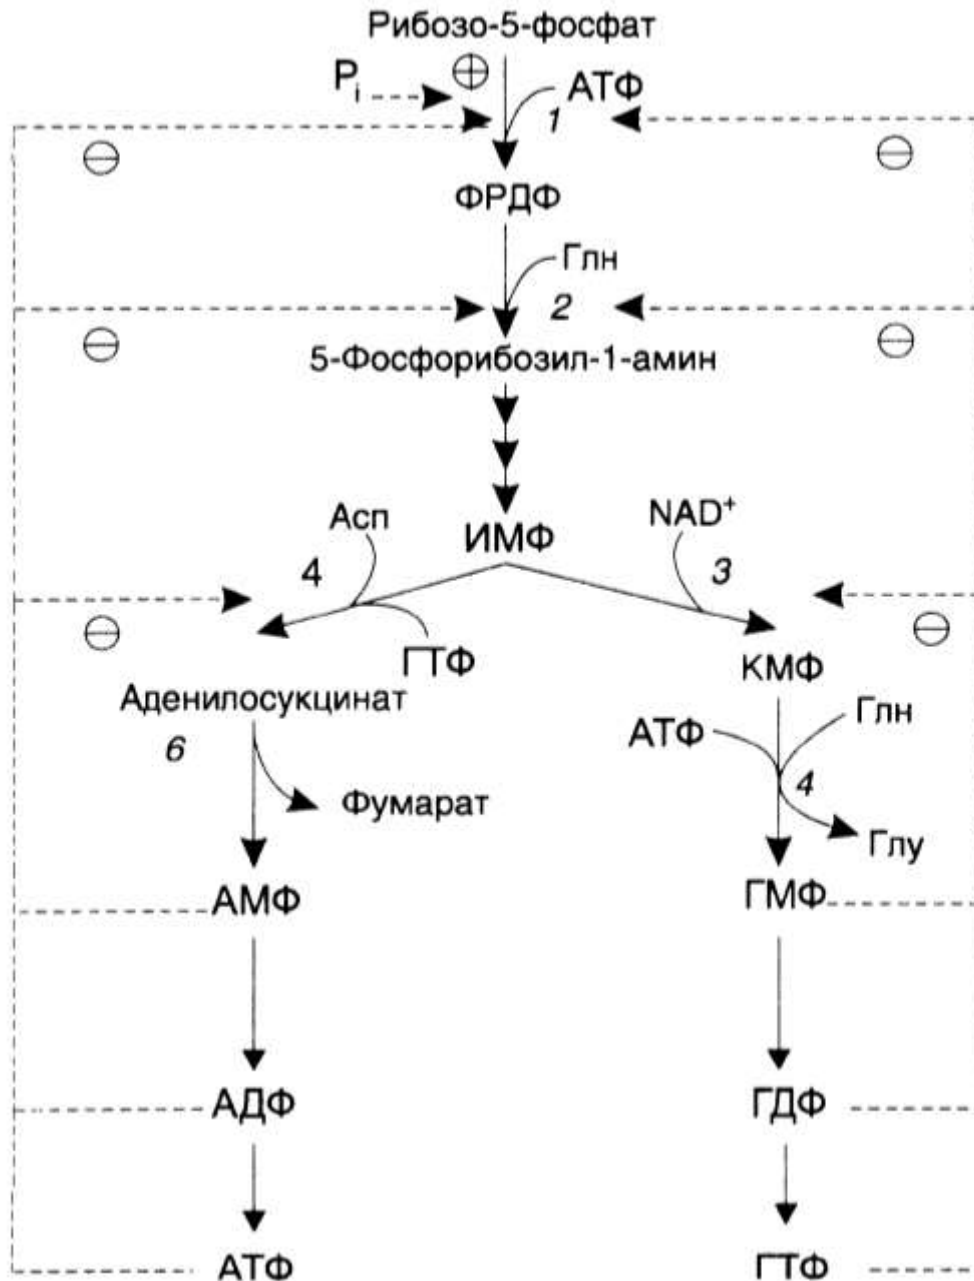 Рибозо-5-фосфат
Pi
⊕
АТФ
1
⊖
⊖
ФРДФ
Глн
2
⊖
⊖
5-Фосфорибозил-1-амин
Асп
ИМФ
NAD⁺
4
3
⊖
⊖
ГТФ
КМФ
Аденилосукцинат
Глн
АТФ
6
4
Фумарат
Глу
АМФ
ГМФ
АДФ
ГДФ
АТФ
ГТФ